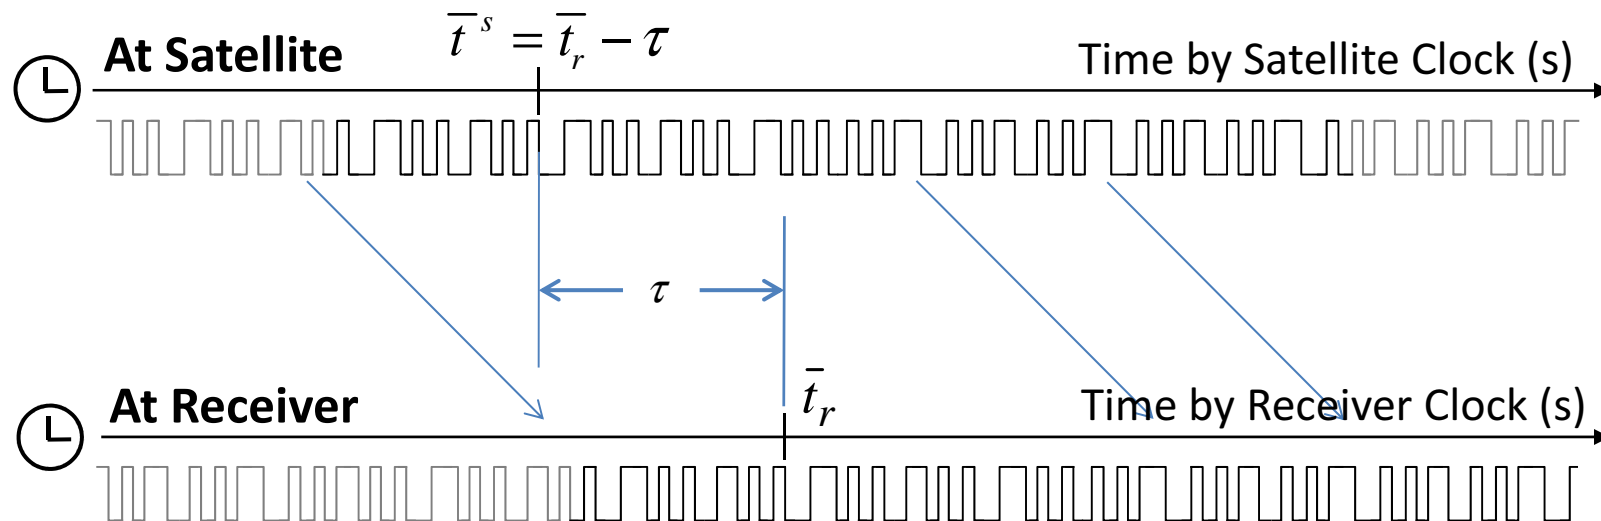 At Satellite
t̄ˢ = t̄ᵣ − τ
Time by Satellite Clock (s)
τ
At Receiver
t̄ᵣ
Time by Receiver Clock (s)